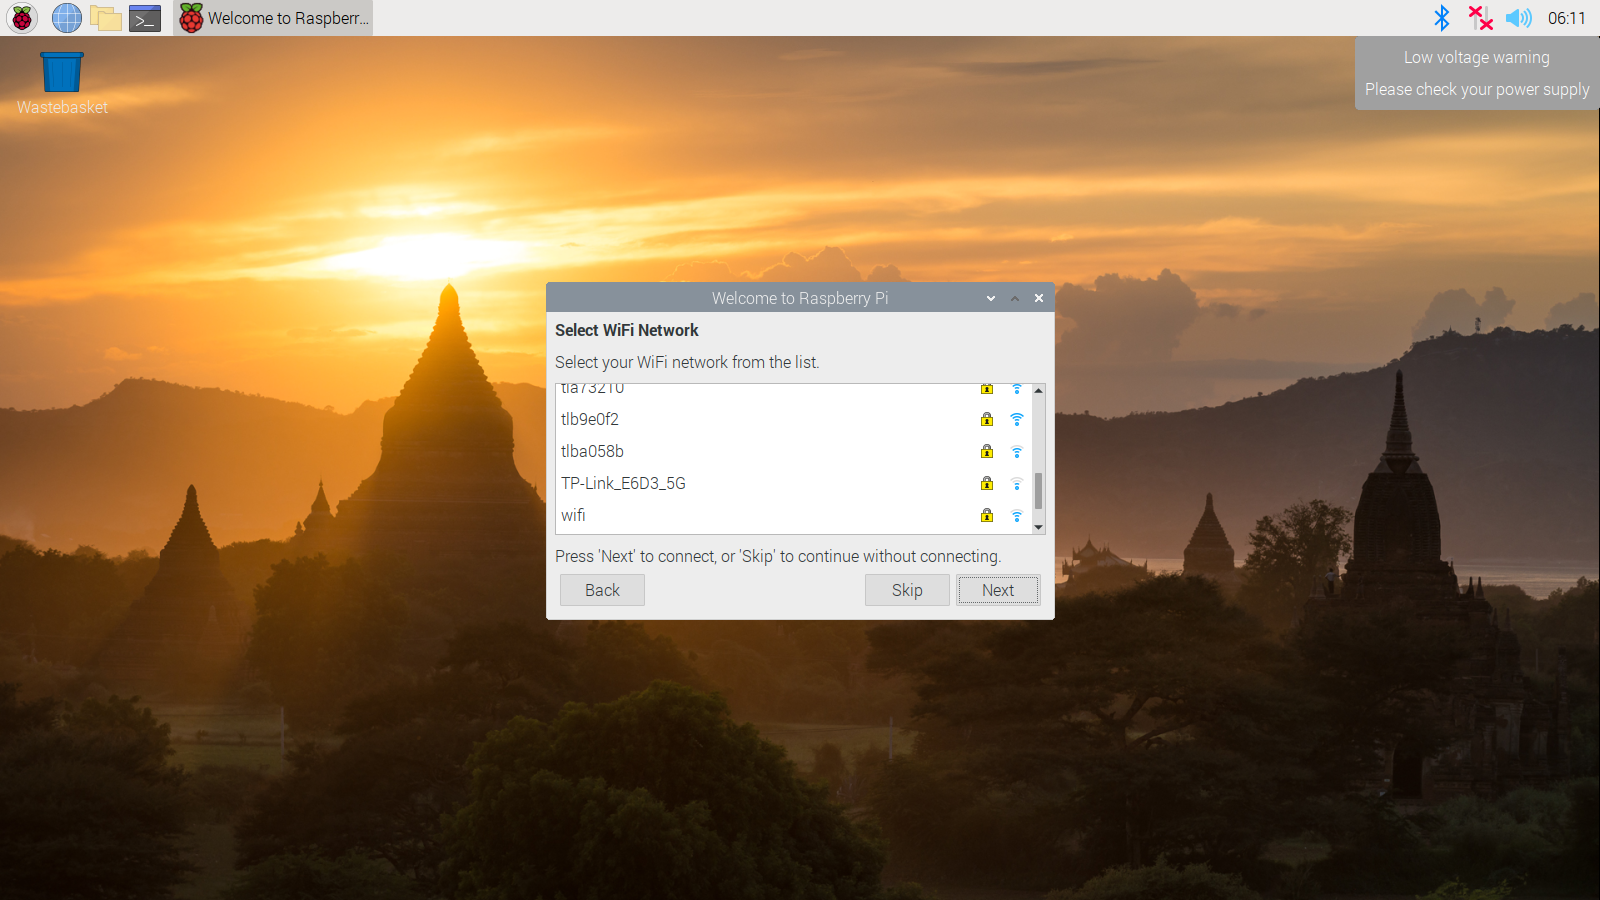 Welcome to Raspberr...
06:11
Low voltage warning
Please check your power supply
Wastebasket
Welcome to Raspberry Pi
Select WiFi Network
Select your WiFi network from the list.
tla73210
tlb9e0f2
tlba058b
TP-Link_E6D3_5G
wifi
Press 'Next' to connect, or 'Skip' to continue without connecting.
Back
Skip
Next